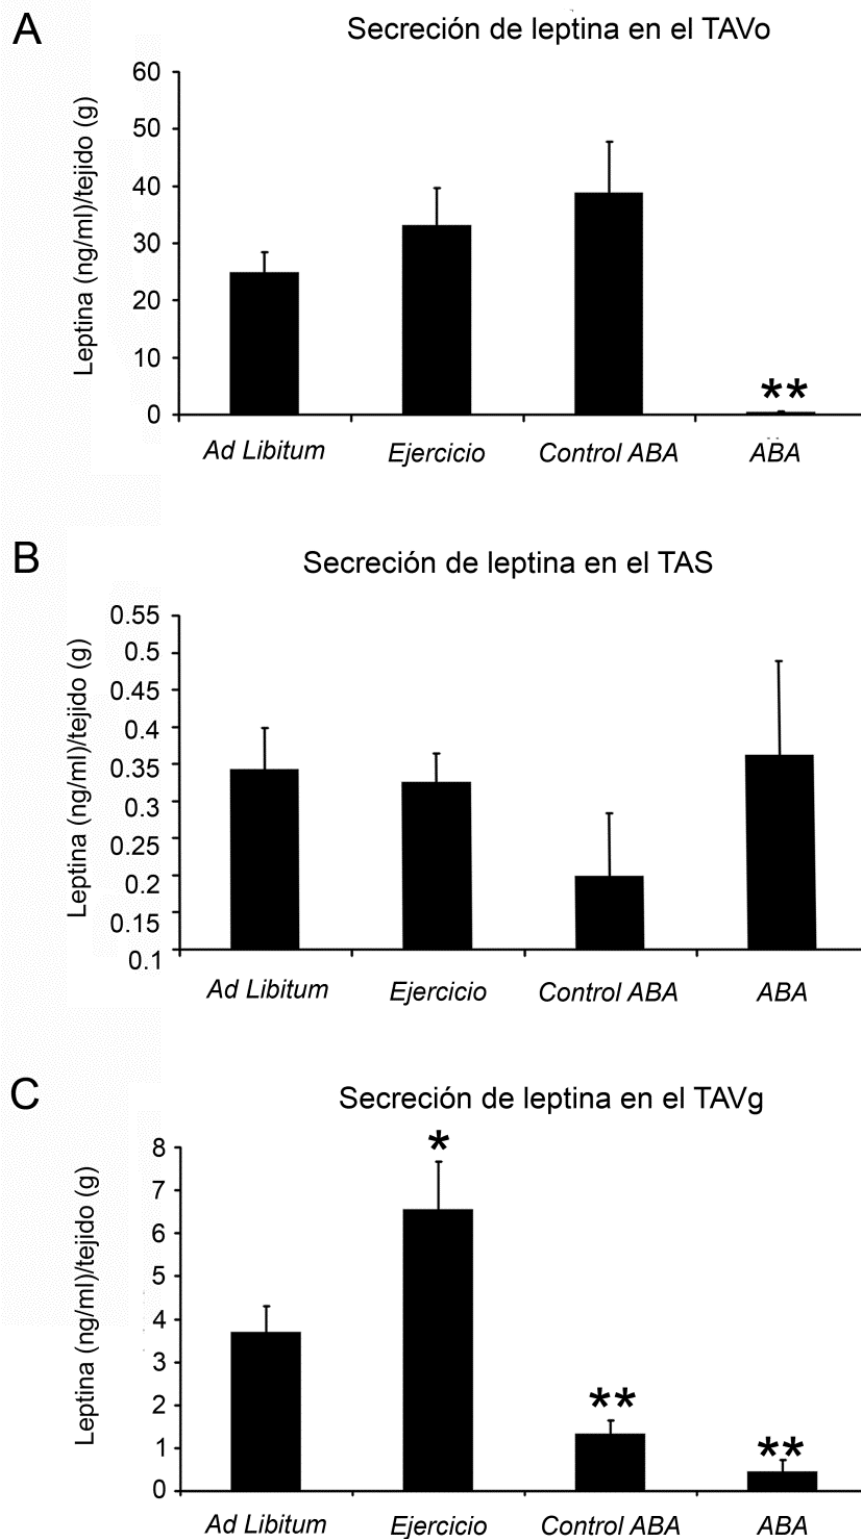 A
Secreción de leptina en el TAVo
Leptina (ng/ml)/tejido (g)
60
50
40
30
20
10
0
**
Ad Libitum
Ejercicio
Control ABA
ABA
B
Secreción de leptina en el TAS
Leptina (ng/ml)/tejido (g)
0.55
0.5
0.45
0.4
0.35
0.3
0.25
0.2
0.15
0.1
Ad Libitum
Ejercicio
Control ABA
ABA
C
Secreción de leptina en el TAVg
Leptina (ng/ml)/tejido (g)
8
7
6
5
4
3
2
1
0
*
**
**
Ad Libitum
Ejercicio
Control ABA
ABA